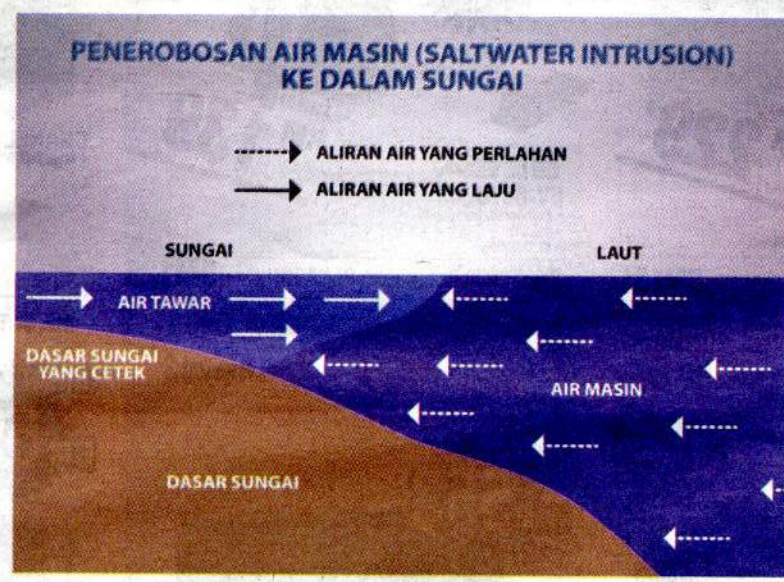 PENEROBOSAN AIR MASIN (SALTWATER INTRUSION)
KE DALAM SUNGAI
ALIRAN AIR YANG PERLAHAN
ALIRAN AIR YANG LAJU
SUNGAI
LAUT
AIR TAWAR
DASAR SUNGAI
YANG CETEK
AIR MASIN
DASAR SUNGAI